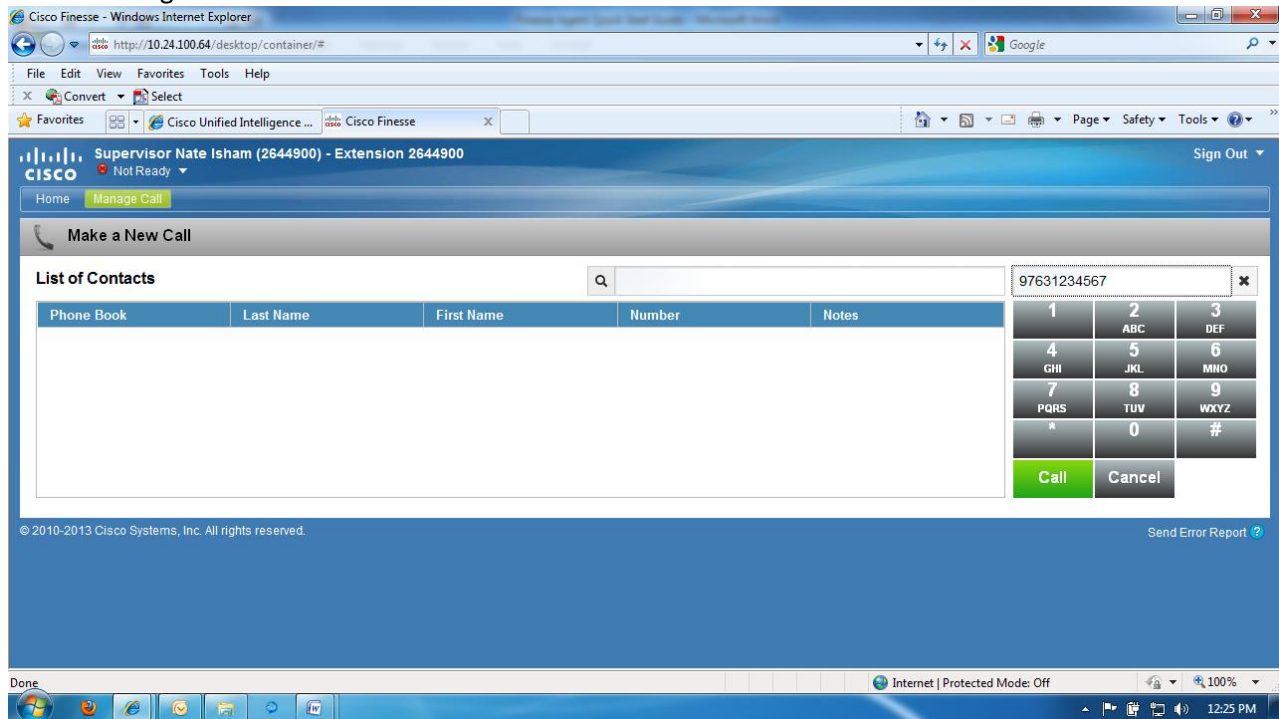 Cisco Finesse - Windows Internet Explorer
http://10.24.100.64/desktop/container/#
Google
File Edit View Favorites Tools Help
X Convert Select
Favorites Cisco Unified Intelligence ... Cisco Finesse X Page Safety Tools »
CISCO
Supervisor Nate Isham (2644900) - Extension 2644900 Sign Out
Not Ready
Home Manage Call
Make a New Call
List of Contacts 97631234567
Phone Book Last Name First Name Number Notes
1 2 ABC 3 DEF
4 GHI 5 JKL 6 MNO
7 PQRS 8 TUV 9 WXYZ
* 0 #
Call Cancel
© 2010-2013 Cisco Systems, Inc. All rights reserved. Send Error Report ?
Done Internet | Protected Mode: Off 100%
12:25 PM